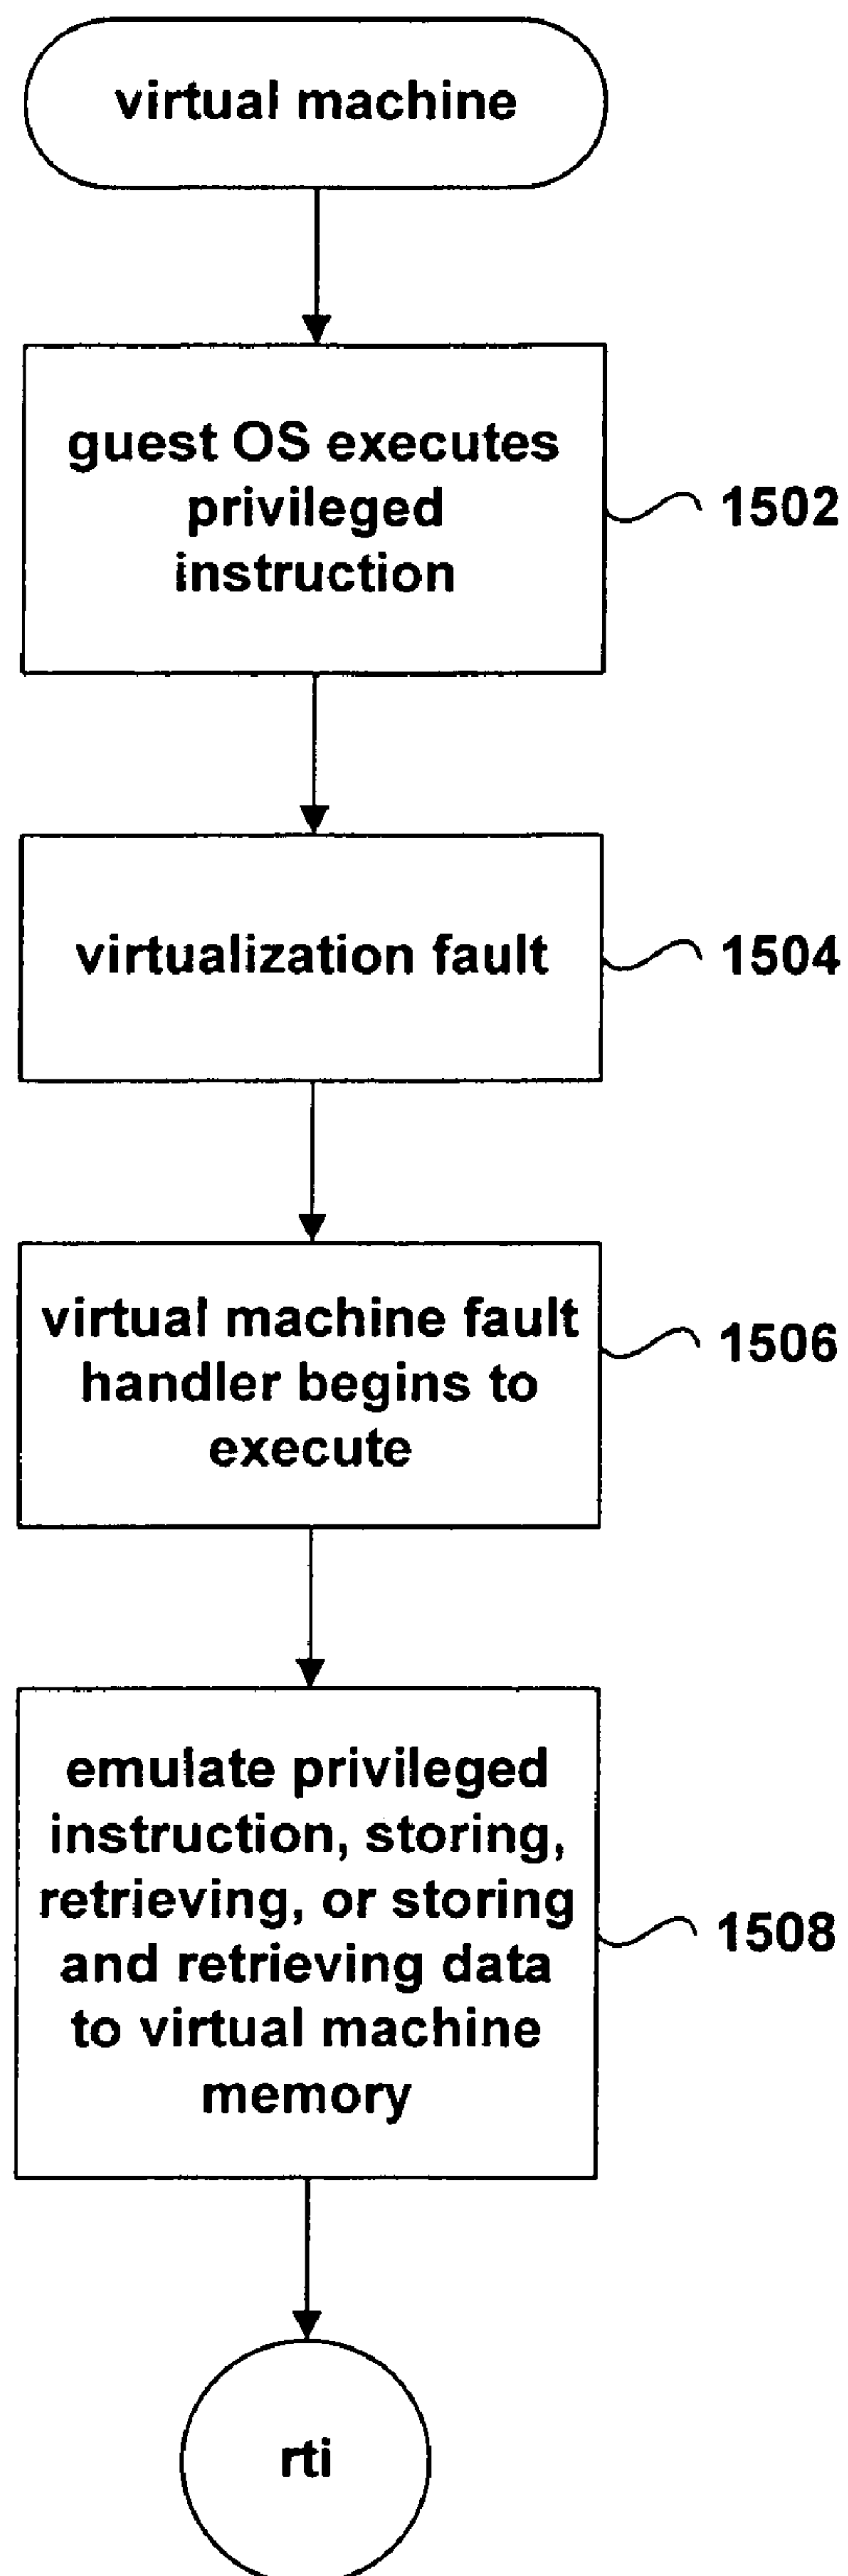 virtual machine
guest OS executes
privileged
instruction
1502
virtualization fault
1504
virtual machine fault
handler begins to
execute
1506
emulate privileged
instruction, storing,
retrieving, or storing
and retrieving data
to virtual machine
memory
1508
rti